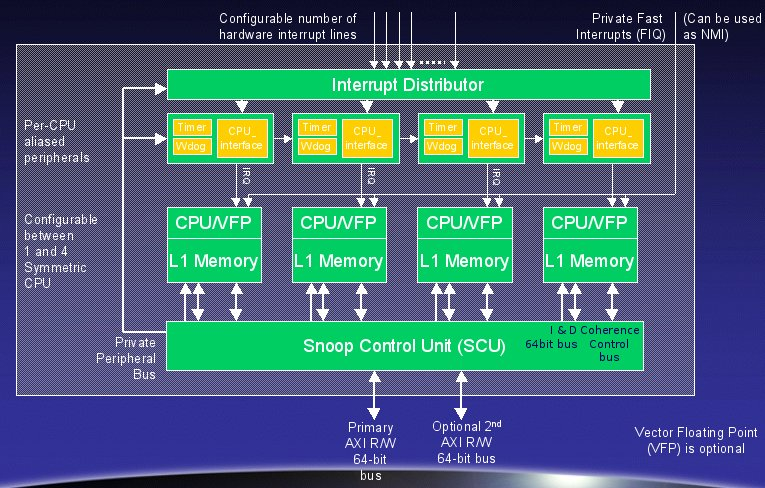 Configurable number of
hardware interrupt lines
Private Fast
Interrupts (FIQ)
(Can be used
as NMI)
Interrupt Distributor
Per-CPU
aliased
peripherals
Timer
Wdog
CPU_
interface
Timer
Wdog
CPU_
interface
Timer
Wdog
CPU_
interface
Timer
Wdog
CPU_
interface
IRQ
IRQ
IRQ
Configurable
between
1 and 4
Symmetric
CPU
CPU/VFP
L1 Memory
CPU/VFP
L1 Memory
CPU/VFP
L1 Memory
CPU/VFP
L1 Memory
Private
Peripheral
Bus
Snoop Control Unit (SCU)
I & D
64bit bus
Coherence
Control
bus
Primary
AXI R/W
64-bit
bus
Optional 2nd
AXI R/W
64-bit bus
Vector Floating Point
(VFP) is optional